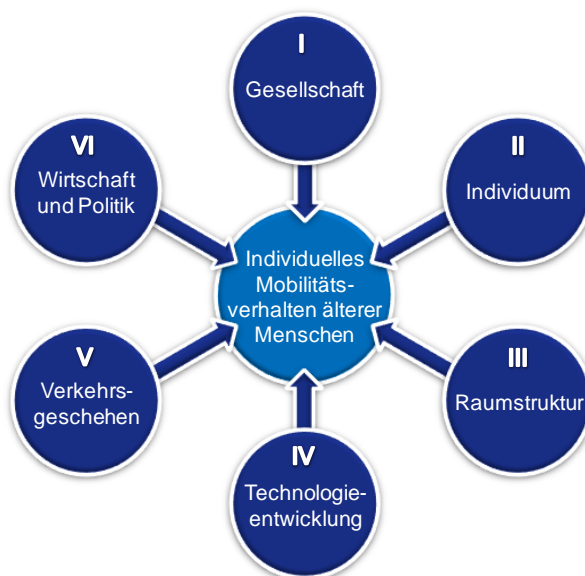 I
Gesellschaft
II
Individuum
III
Raumstruktur
IV
Technologie-
entwicklung
V
Verkehrs-
geschehen
VI
Wirtschaft
und Politik
Individuelles
Mobilitäts-
verhalten älterer
Menschen